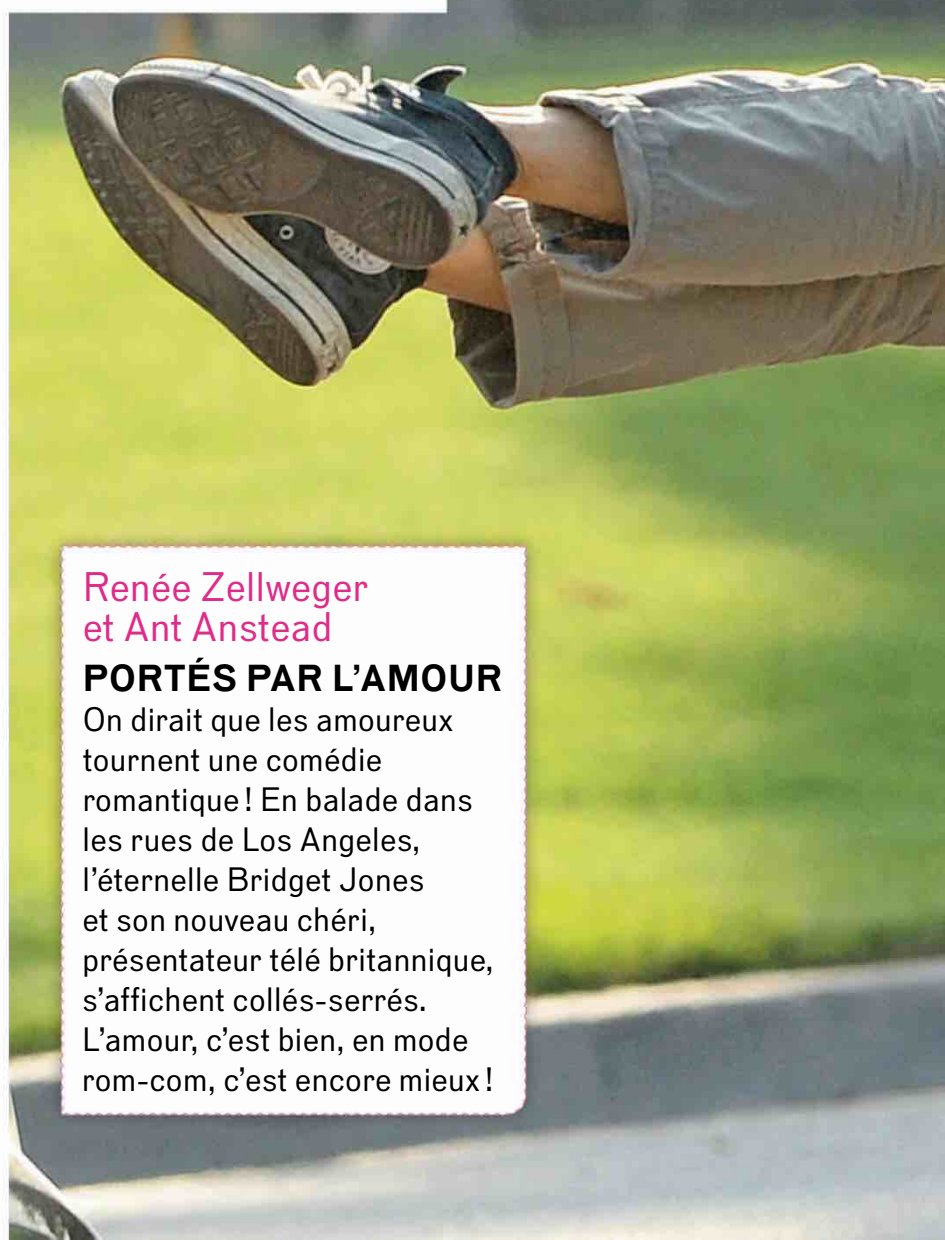 Renée Zellweger
et Ant Anstead
PORTÉS PAR L’AMOUR
On dirait que les amoureux
tournent une comédie
romantique ! En balade dans
les rues de Los Angeles,
l’éternelle Bridget Jones
et son nouveau chéri,
présentateur télé britannique,
s’affichent collés-serrés.
L’amour, c’est bien, en mode
rom-com, c’est encore mieux !